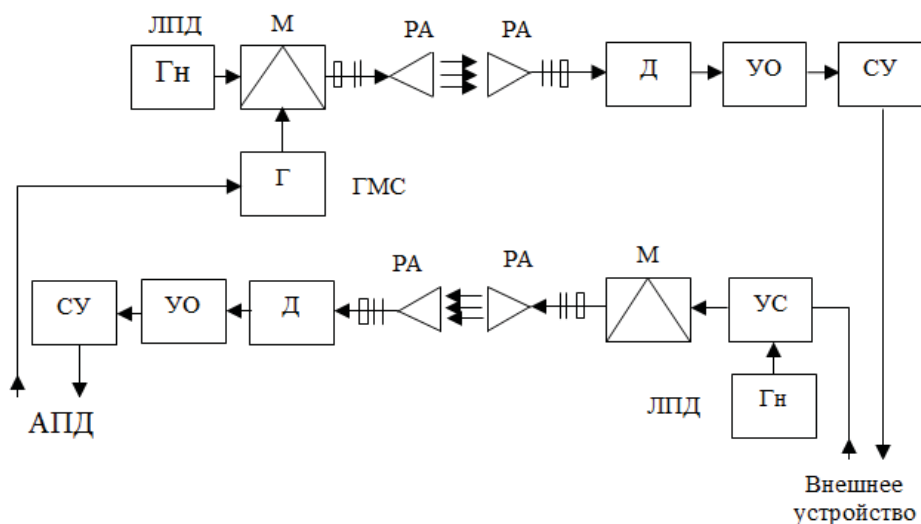 ЛПД
М
РА
РА
Гн
Д
УО
СУ
Г
ГМС
РА
РА
М
СУ
УО
Д
УС
ЛПД
Гн
АПД
Внешнее
устройство